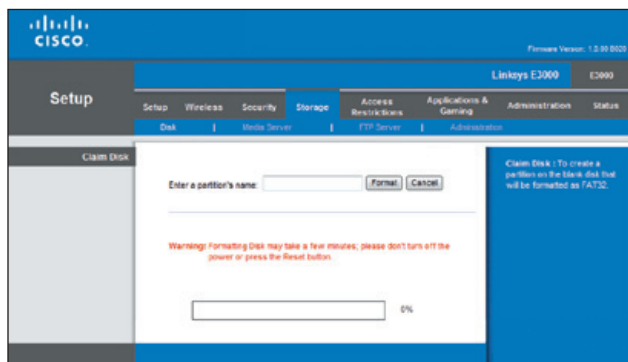 CISCO.
Firmware Version: 1.0.00 B020
Linksys E3000 E3000
Setup
Setup Wireless Security Storage Access Restrictions Applications & Gaming Administration Status
Disk | Media Server | FTP Server | Administration
Claim Disk
Enter a partition's name: Format Cancel
Warning: Formatting Disk may take a few minutes; please don't turn off the
power or press the Reset button.
0%
Claim Disk : To create a
partition on the blank disk that
will be formatted as FAT32.